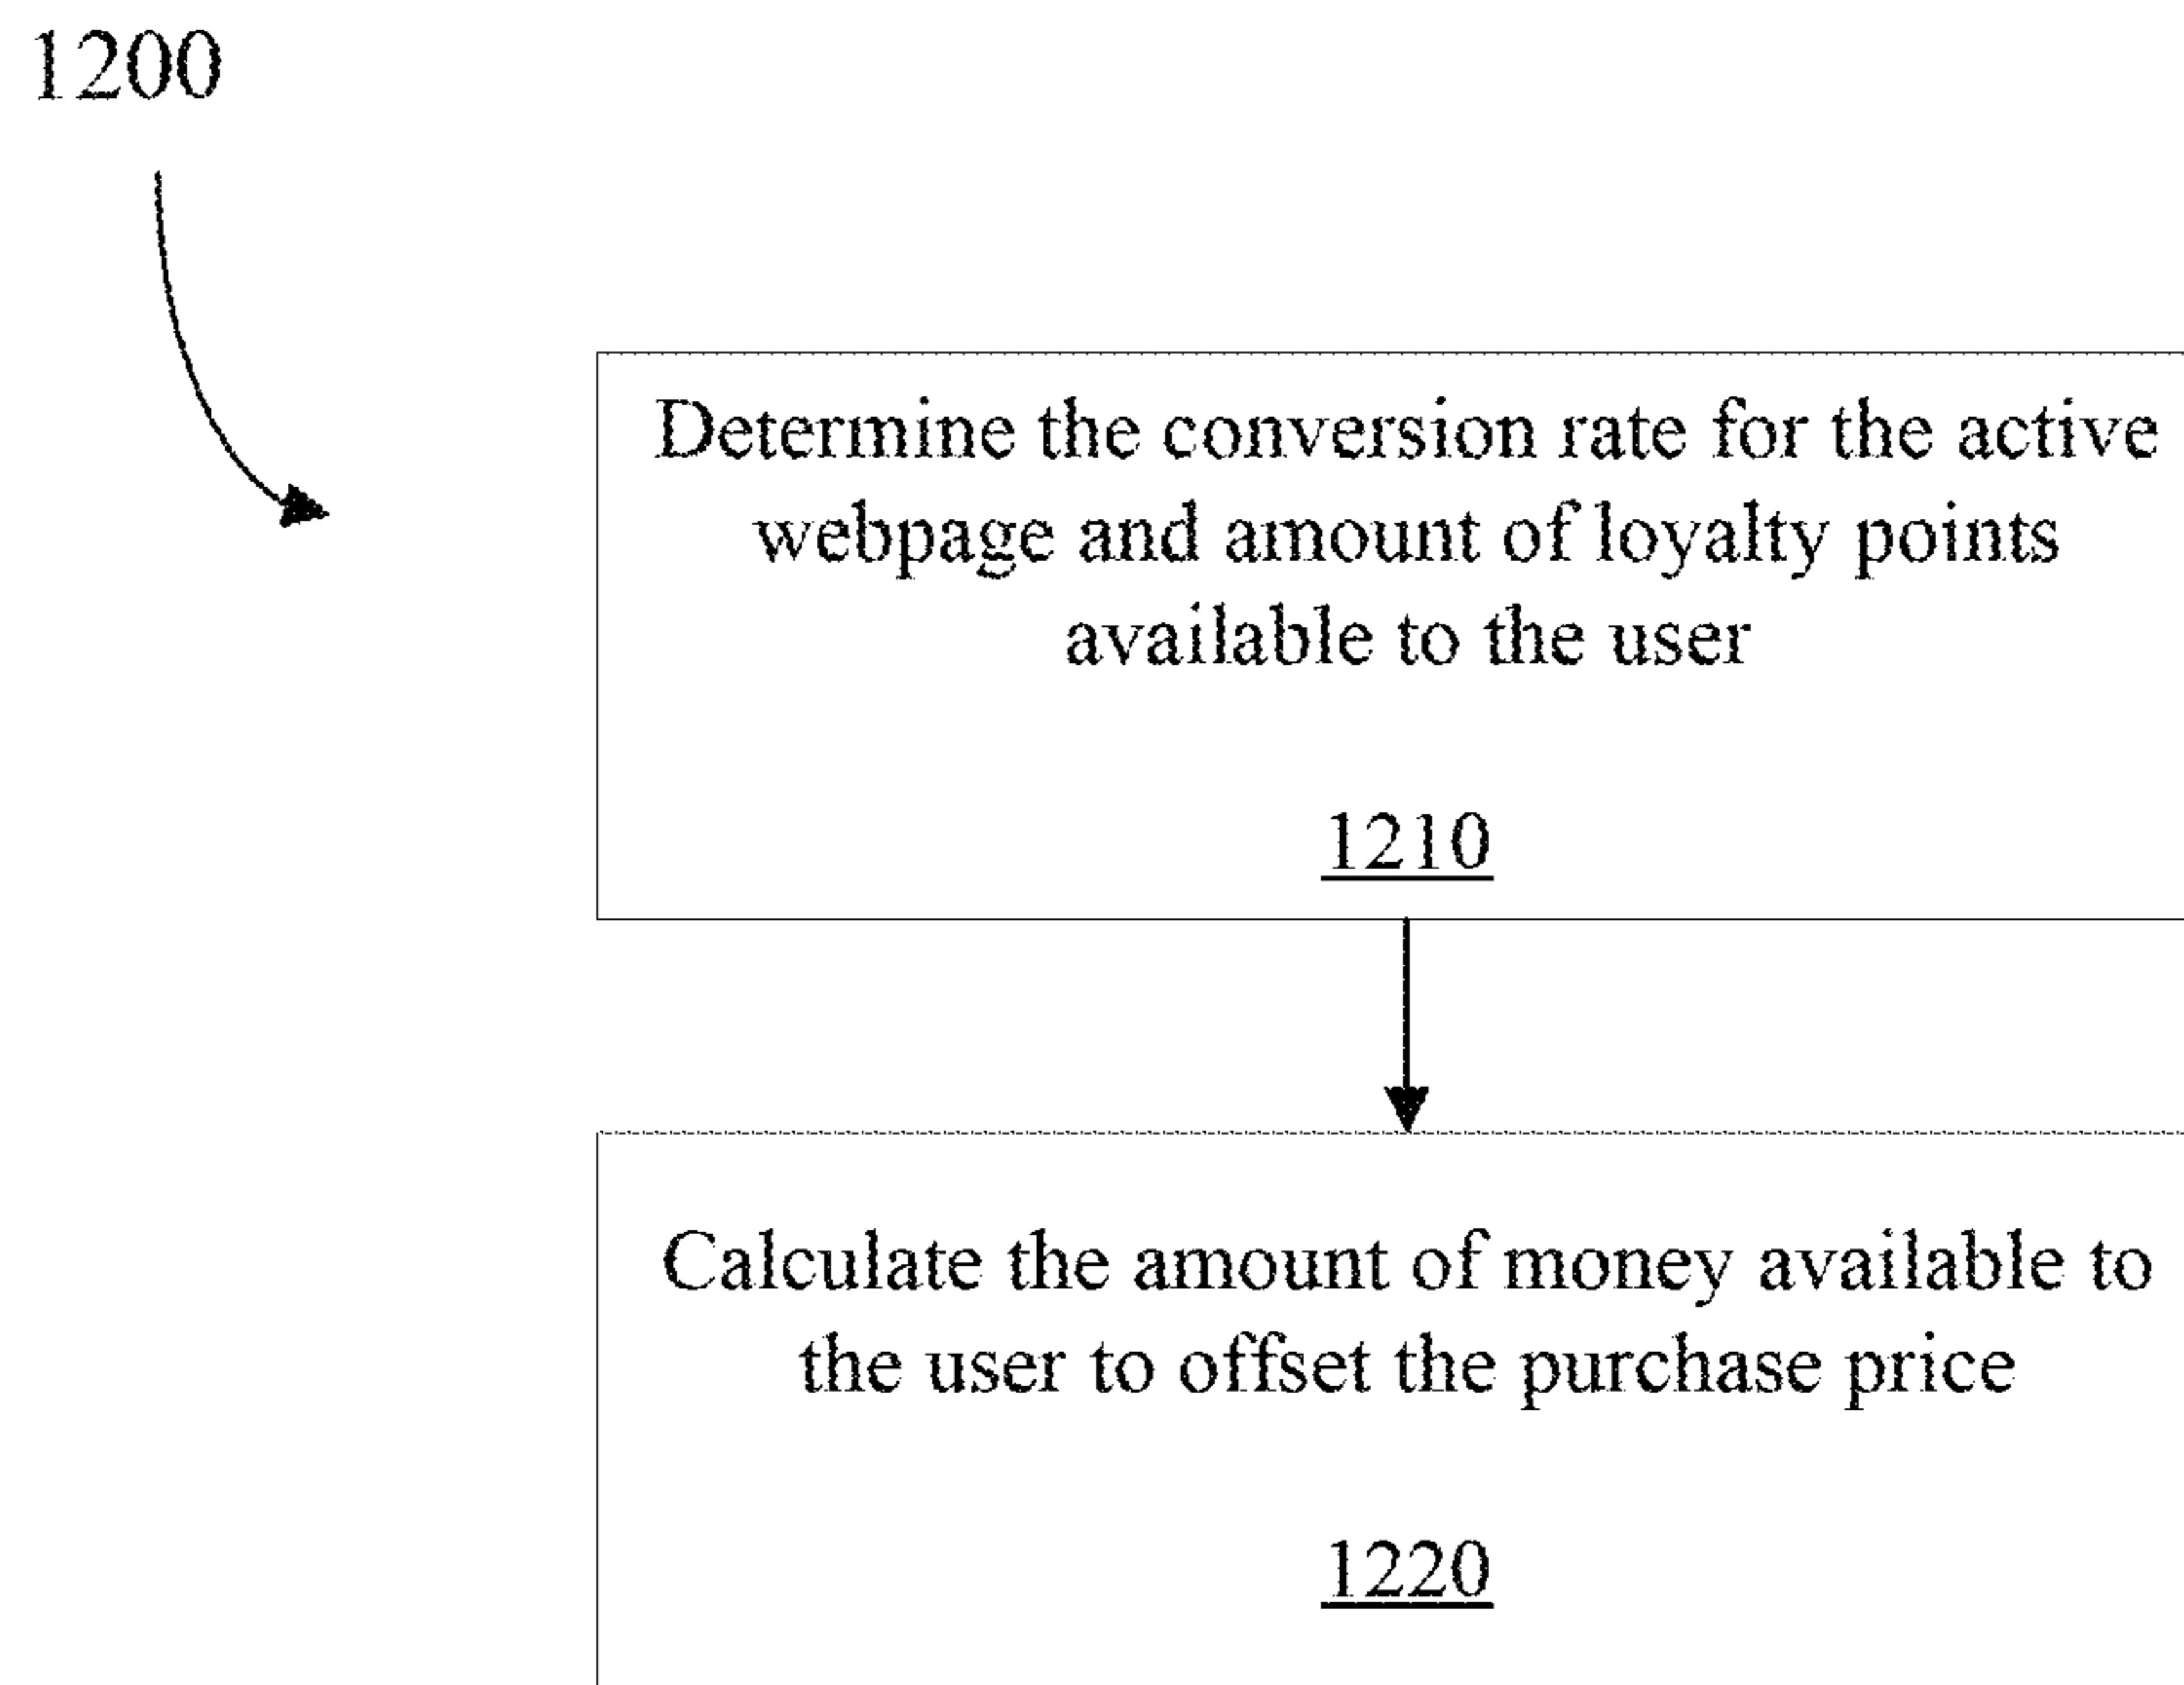 1200
Determine the conversion rate for the active
webpage and amount of loyalty points
available to the user
1210
Calculate the amount of money available to
the user to offset the purchase price
1220